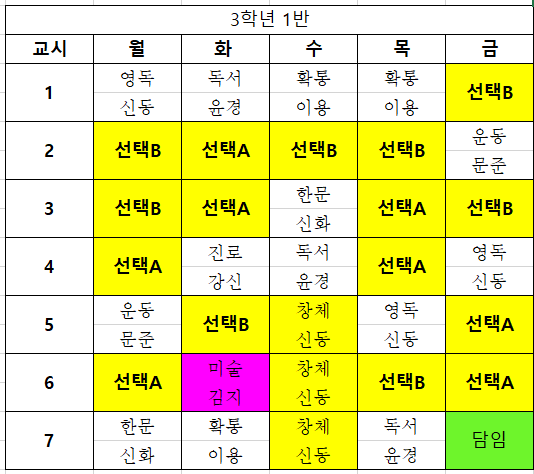 3학년 1반
교시 월 화 수 목 금
1 영독 독서 확통 확통 선택B
신동 윤경 이용 이용
2 선택B 선택A 선택B 선택B 운동
문준
3 선택B 선택A 한문 선택A 선택B
신화
4 선택A 진로 독서 선택A 영독
강신 윤경 신동
5 운동 선택B 창체 영독 선택A
문준 신동 신동
6 선택A 미술 창체 선택B 선택A
김지 신동
7 한문 확통 창체 독서 담임
신화 이용 신동 윤경